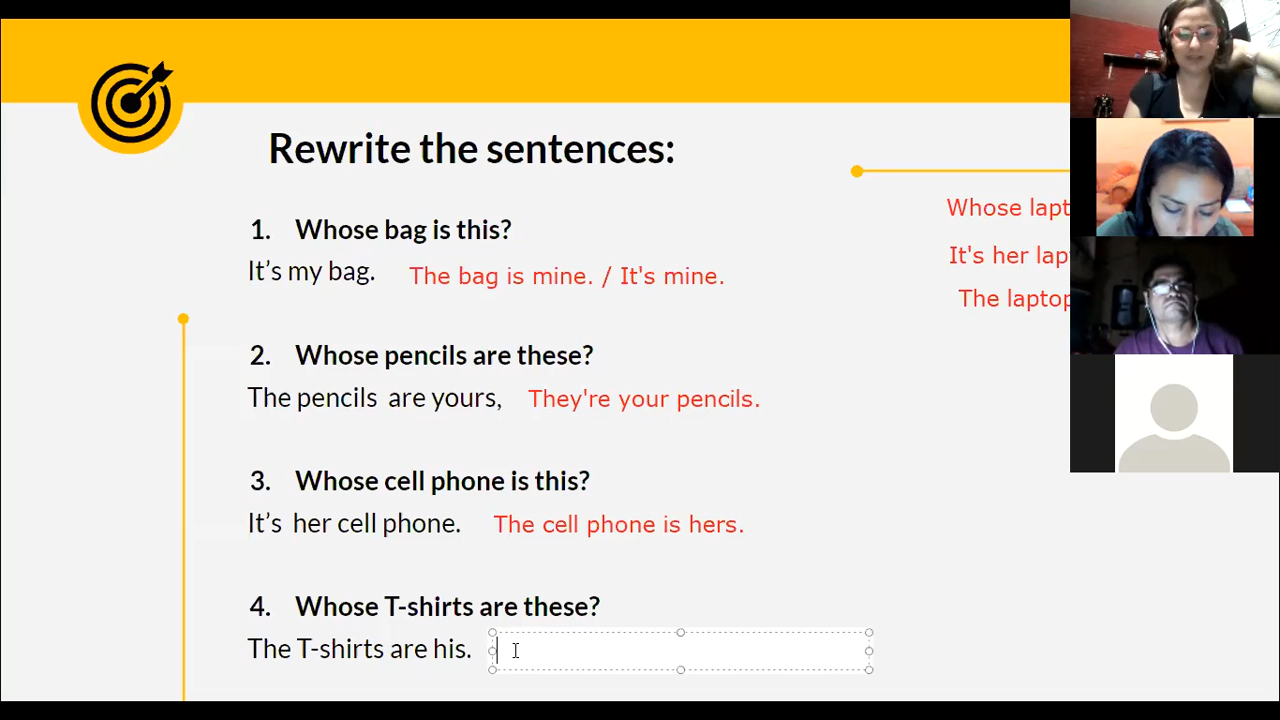 Rewrite the sentences:
Whose
1. Whose bag is this?
It's my bag. The bag is mine. / It's mine.
It's her
The
2. Whose pencils are these?
The pencils are yours, They're your pencils.
3. Whose cell phone is this?
It's her cell phone. The cell phone is hers.
4. Whose T-shirts are these?
The T-shirts are his.